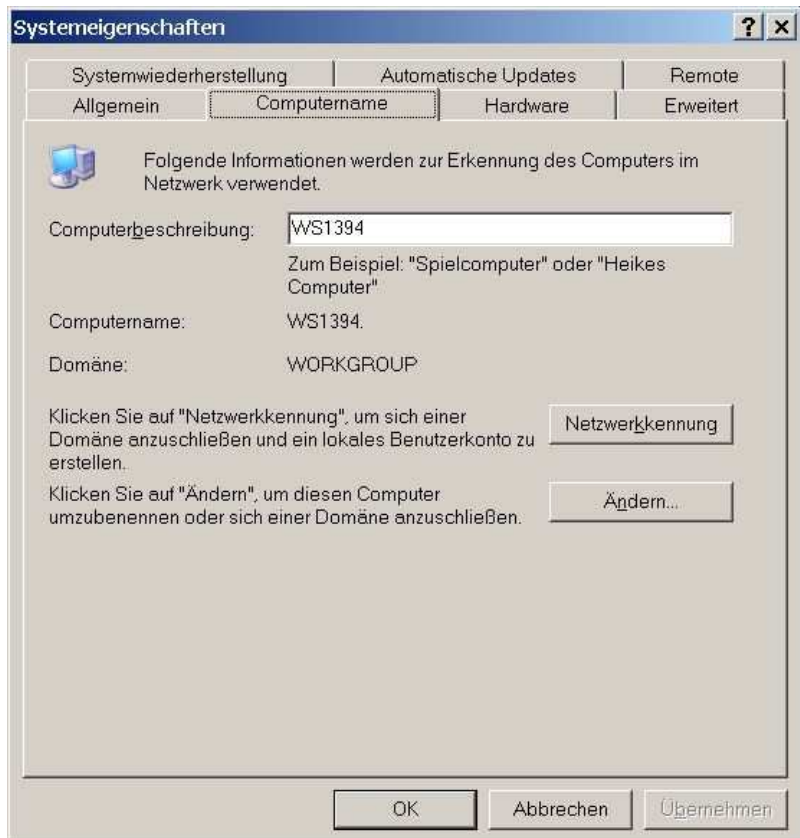 Systemeigenschaften
Systemwiederherstellung Automatische Updates Remote
Allgemein Computername Hardware Erweitert
Folgende Informationen werden zur Erkennung des Computers im
Netzwerk verwendet.
Computerbeschreibung: WS1394
Zum Beispiel: "Spielcomputer" oder "Heikes
Computer"
Computername: WS1394.
Domäne: WORKGROUP
Klicken Sie auf "Netzwerkkennung", um sich einer
Domäne anzuschließen und ein lokales Benutzerkonto zu
erstellen.
Netzwerkkennung
Klicken Sie auf "Ändern", um diesen Computer
umzubenennen oder sich einer Domäne anzuschließen.
Ändern...
OK Abbrechen Übernehmen